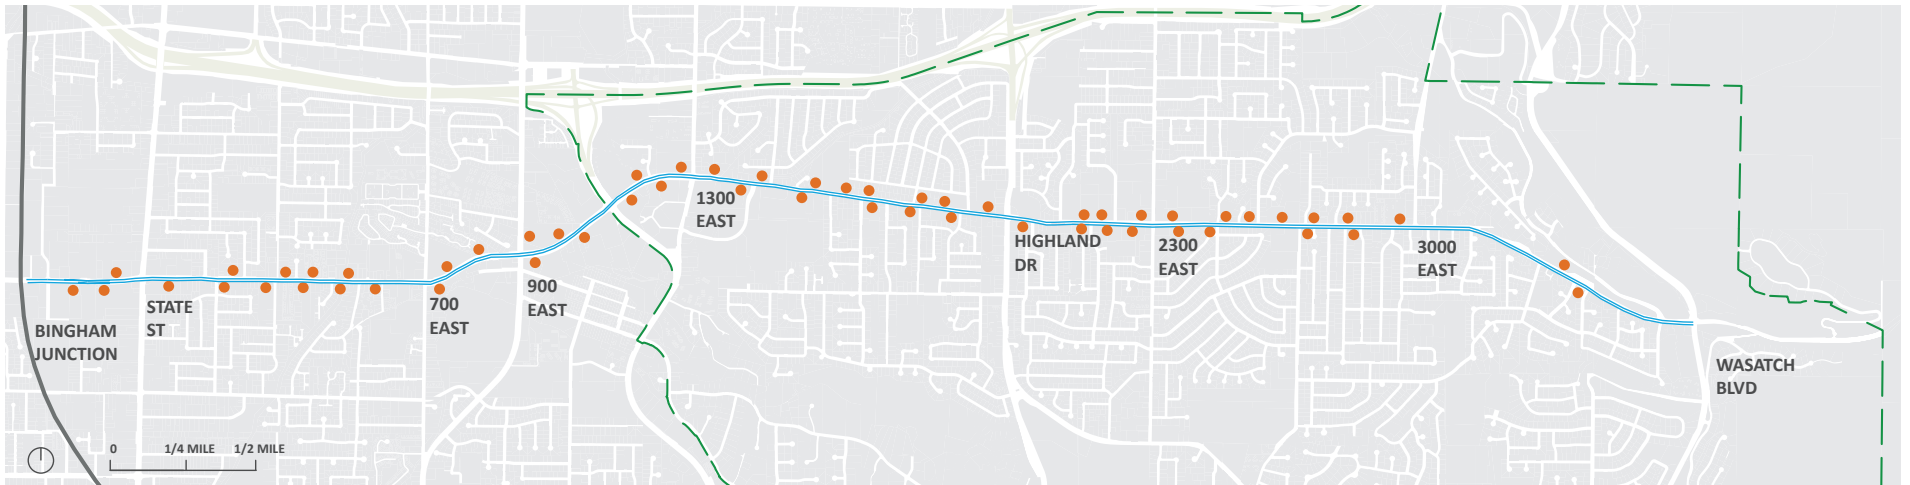 BINGHAM
JUNCTION
STATE
ST
700
EAST
900
EAST
1300
EAST
HIGHLAND
DR
2300
EAST
3000
EAST
WASATCH
BLVD
0 1/4 MILE 1/2 MILE